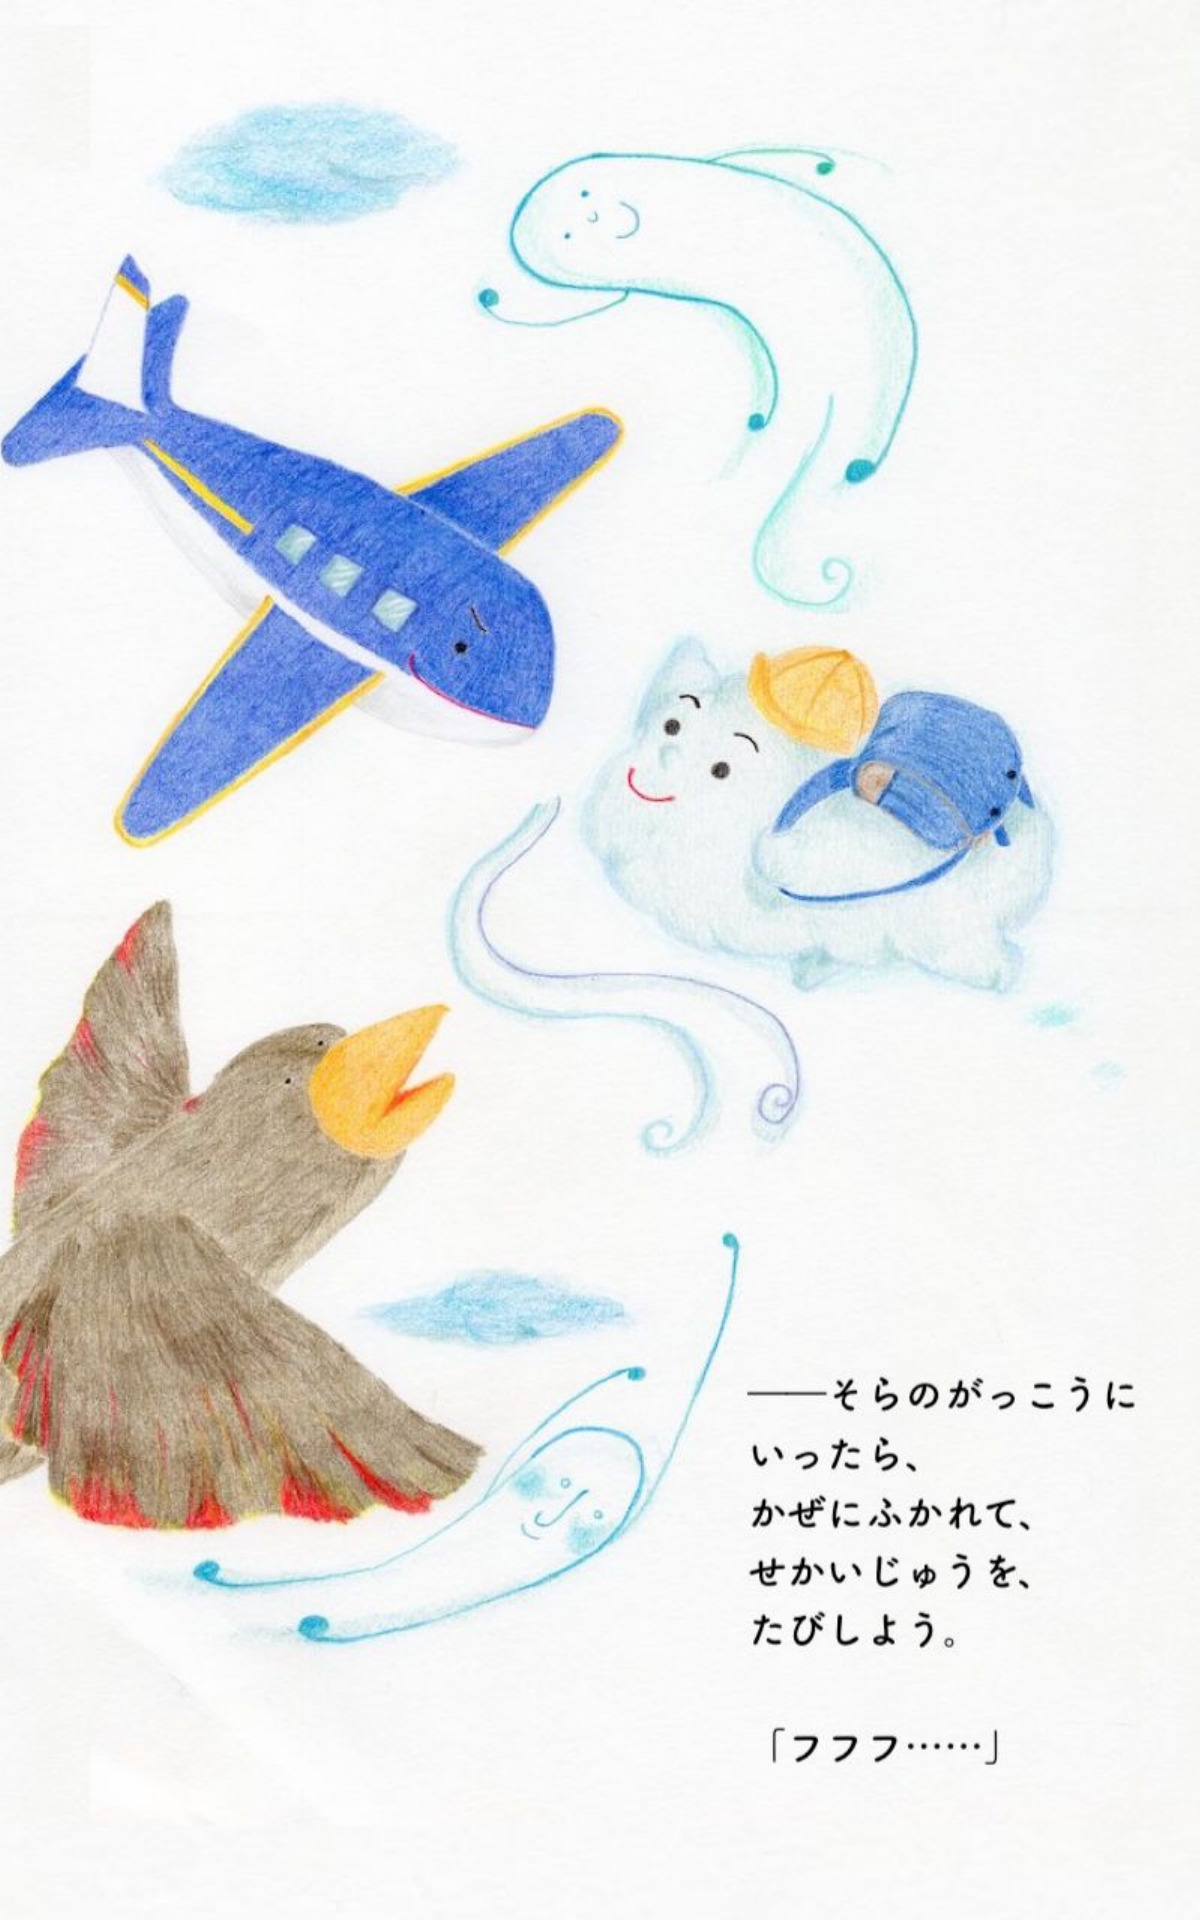 ――そらのがっこうに
いったら、
かぜにふかれて、
せかいじゅうを、
たびしよう。
「フフフ……」